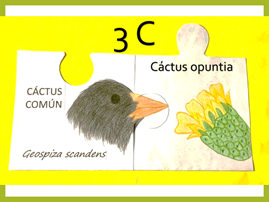 3 C
Cáctus opuntia
CÁCTUS
COMÚN
Geospiza scandens